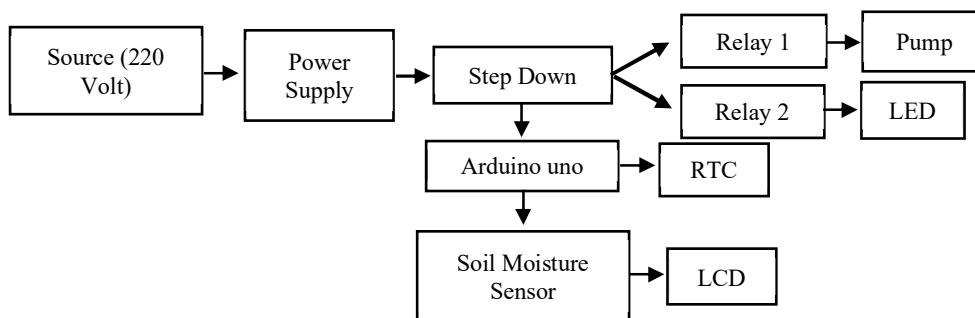 Source (220
Volt)
Power
Supply
Step Down
Relay 1
Pump
Relay 2
LED
Arduino uno
RTC
Soil Moisture
Sensor
LCD